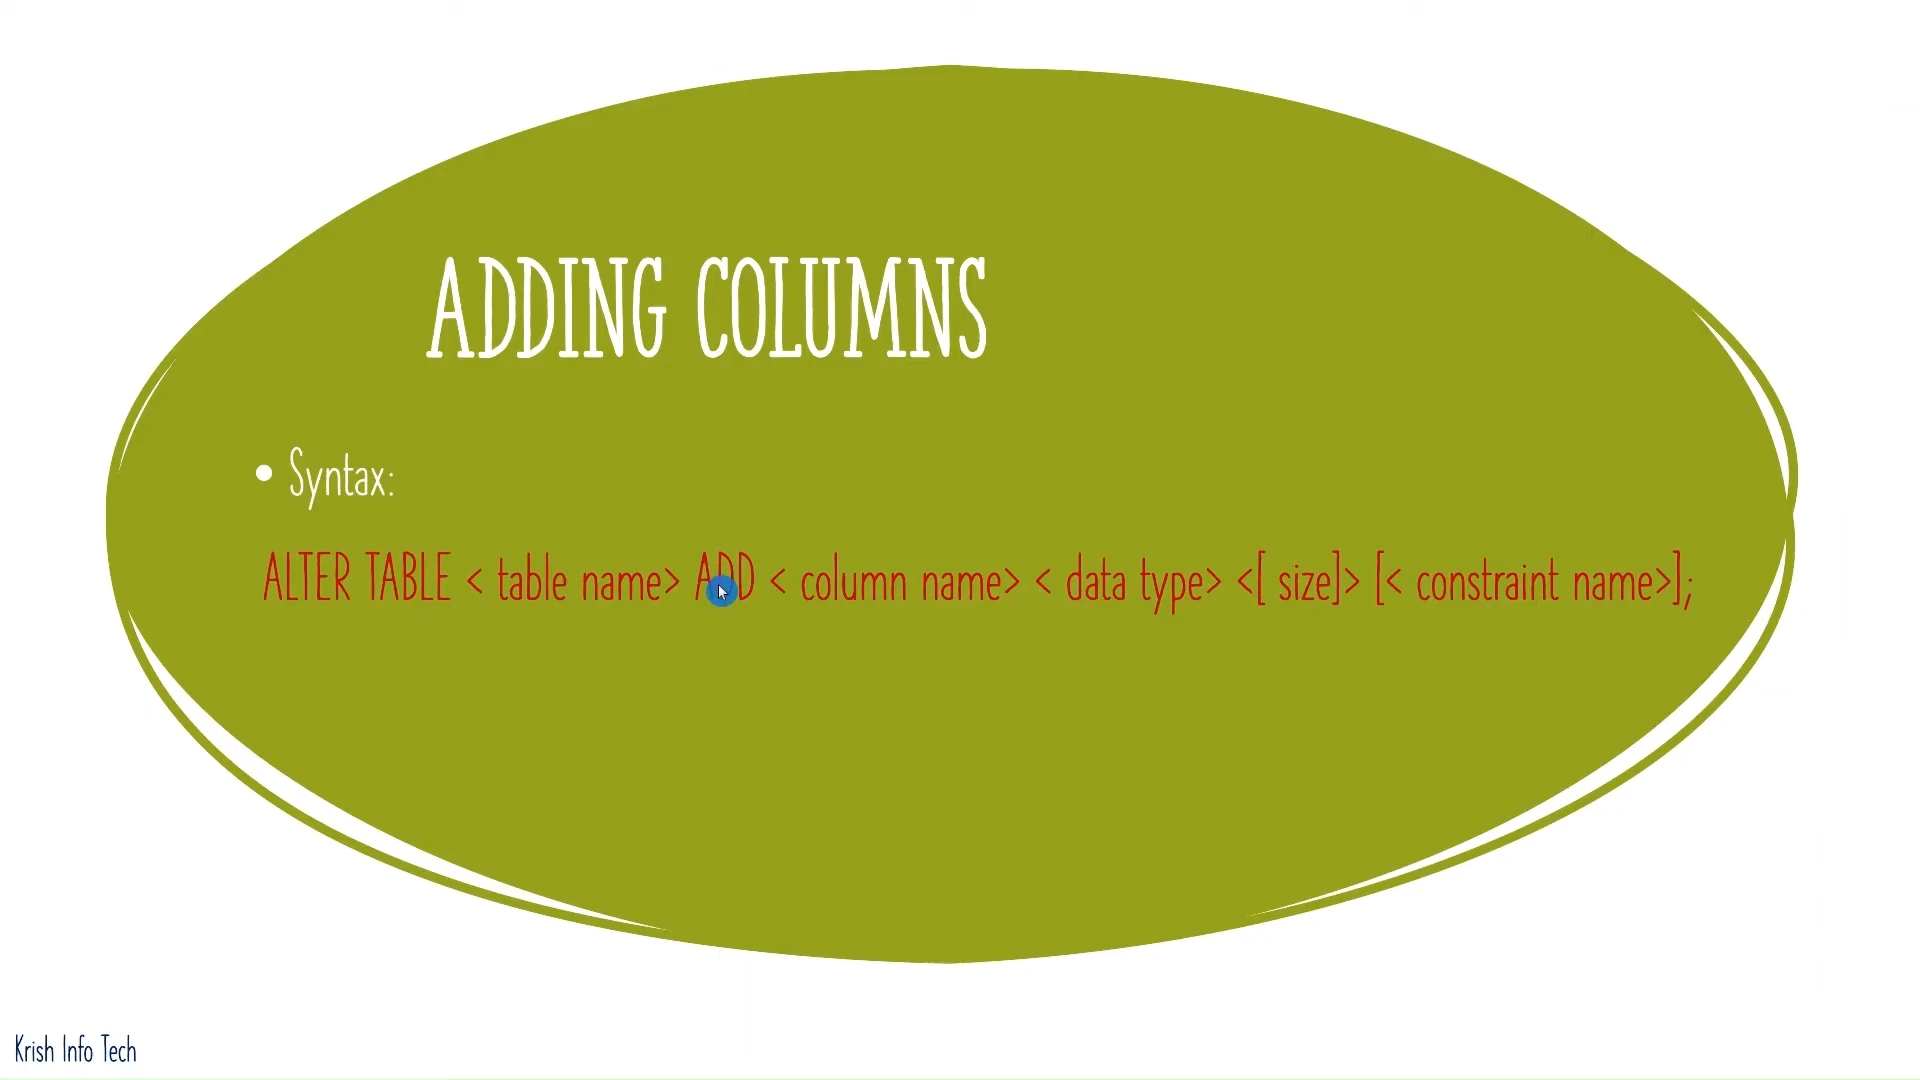 ADDING COLUMNS
• Syntax:
ALTER TABLE < table name> ADD < column name> < data type> <[ size]> [< constraint name>];
Krish Info Tech